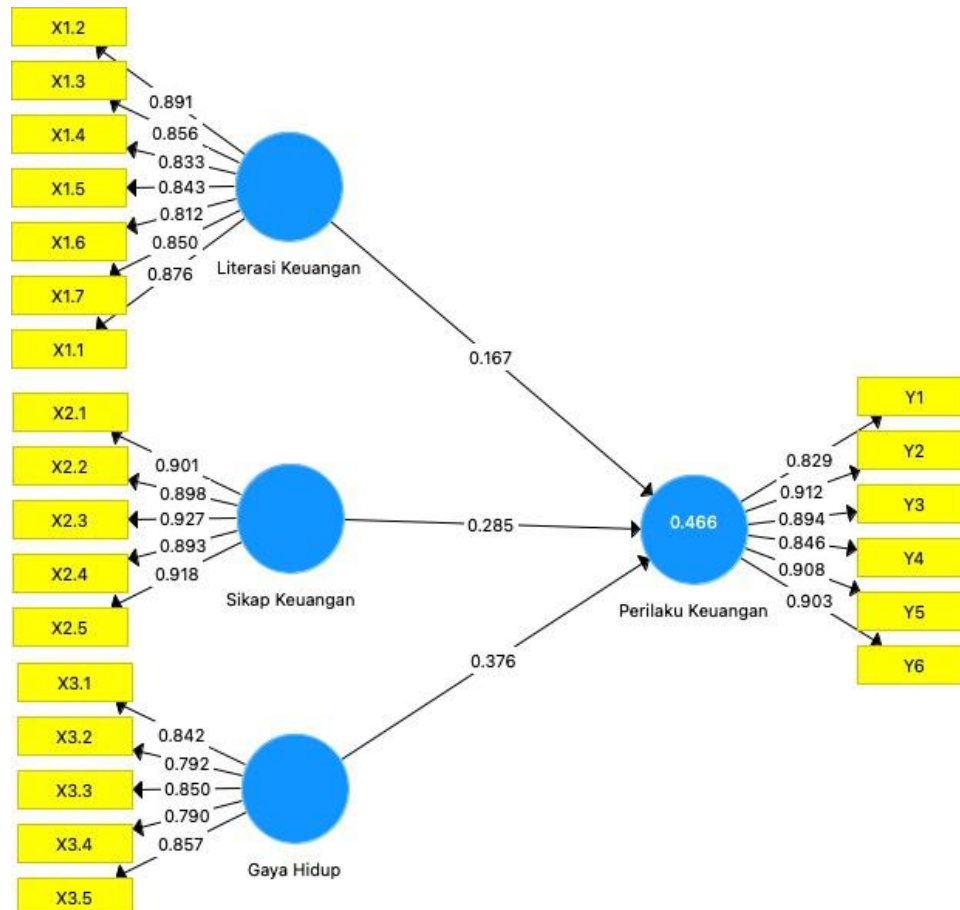 X1.2
0.891
X1.3
0.856
X1.4
0.833
X1.5
0.843
X1.6
0.812
X1.7
0.850
X1.1
0.876
Literasi Keuangan
0.167
X2.1
0.901
X2.2
0.898
X2.3
0.927
X2.4
0.893
X2.5
0.918
Sikap Keuangan
0.285
X3.1
0.842
X3.2
0.792
X3.3
0.850
X3.4
0.790
X3.5
0.857
Gaya Hidup
0.376
0.466
Perilaku Keuangan
Y1
0.829
Y2
0.912
Y3
0.894
Y4
0.846
Y5
0.908
Y6
0.903